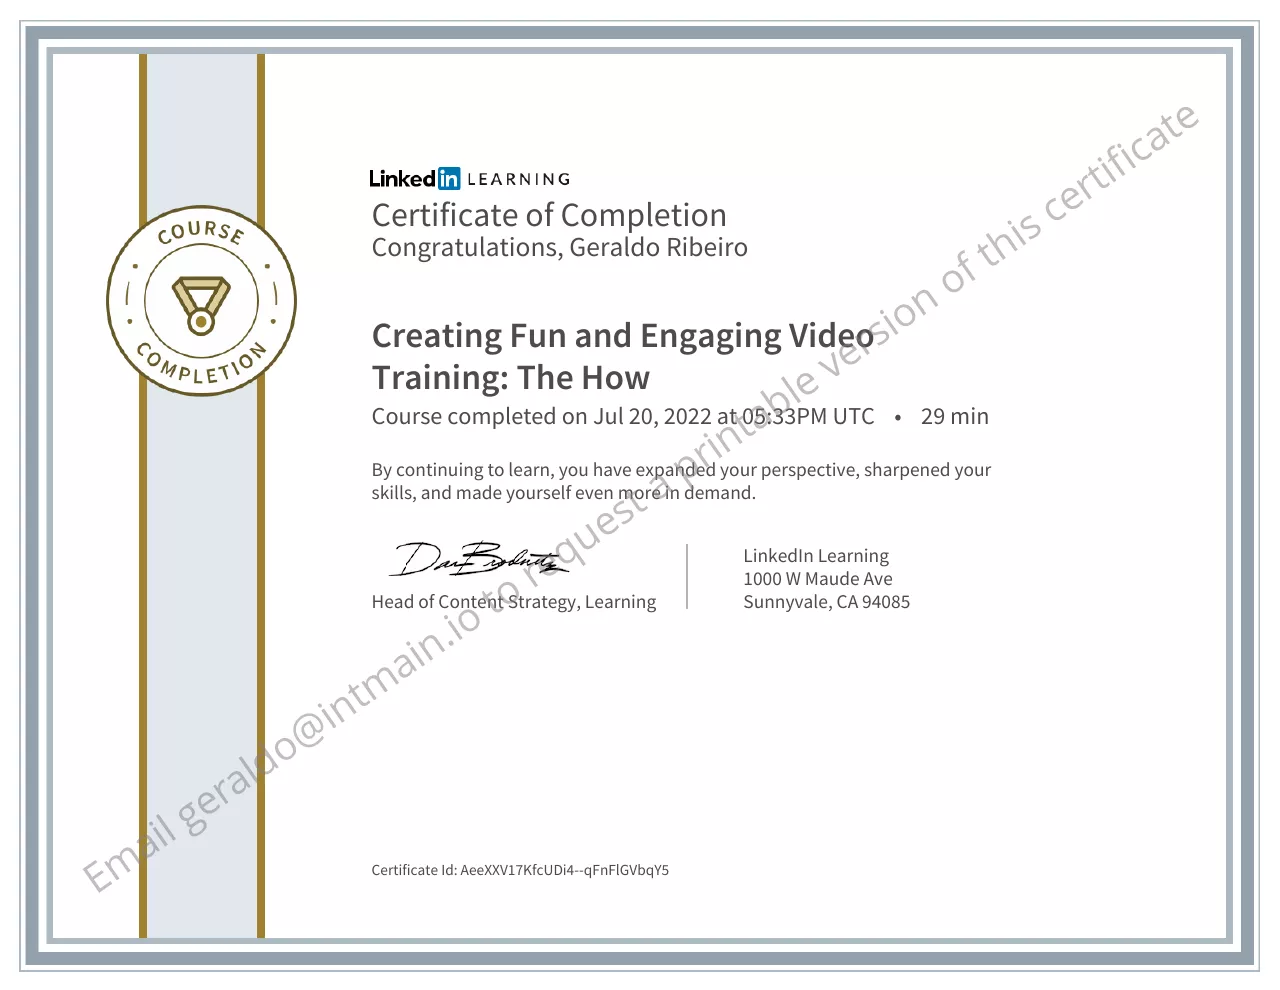 LinkedIn LEARNING
Certificate of Completion
Congratulations, Geraldo Ribeiro
COURSE
COMPLETION
Creating Fun and Engaging Video
Training: The How
Course completed on Jul 20, 2022 at 05:33PM UTC • 29 min
By continuing to learn, you have expanded your perspective, sharpened your
skills, and made yourself even more in demand.
Head of Content Strategy, Learning
LinkedIn Learning
1000 W Maude Ave
Sunnyvale, CA 94085
Certificate Id: AeeXXV17KfcUDi4--qFnFlGVbqY5
Email geraldo@intmain.io to request a printable version of this certificate